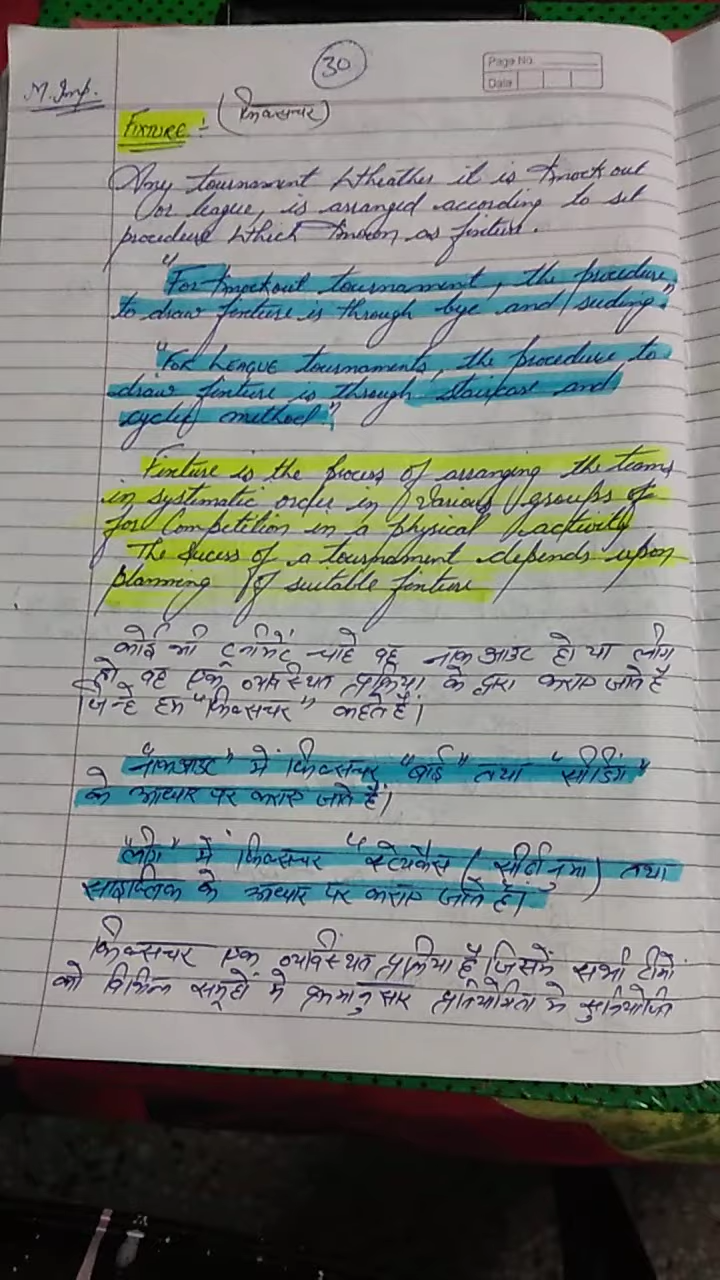 30
Page No.
Date
M. Imp.
FIXTURE :- (फिक्सचर)
Any tournament wheather it is knock out
or league, is arranged according to set
procedure which known as fixture.
"For knockout tournament, the procedure
to draw fixture is through bye and seeding."
"FOR LEAGUE tournaments, the procedure to
draw fixture is through staircase and
cyclic method."
Fixture is the process of arranging the teams
in systematic order in various groups of
for competition in a physical activity
The sucess of a tournament depends upon
planning of suitable fixture
कोई भी टूर्नामेंट चाहे वह नाकआउट हो या लीग
हो वह एक व्यवस्थित प्रक्रिया के द्वारा कराए जाते है
जिन्हे हम "फिक्सचर" कहते है।
"नाकआउट" में फिक्सचर "बाई" तथा "सीडिंग"
के आधार पर कराए जाते है।
"लीग" में फिक्सचर "स्टेयकेस (सीढीनुमा) तथा
साइक्लिक के आधार पर कराए जाते है।
फिक्सचर एक व्यवस्थित प्रक्रिया है जिसमें सभी टीमों
को विभिन्न समूहों मे क्रमानुसार प्रतियोगिता मे सुनियोजित